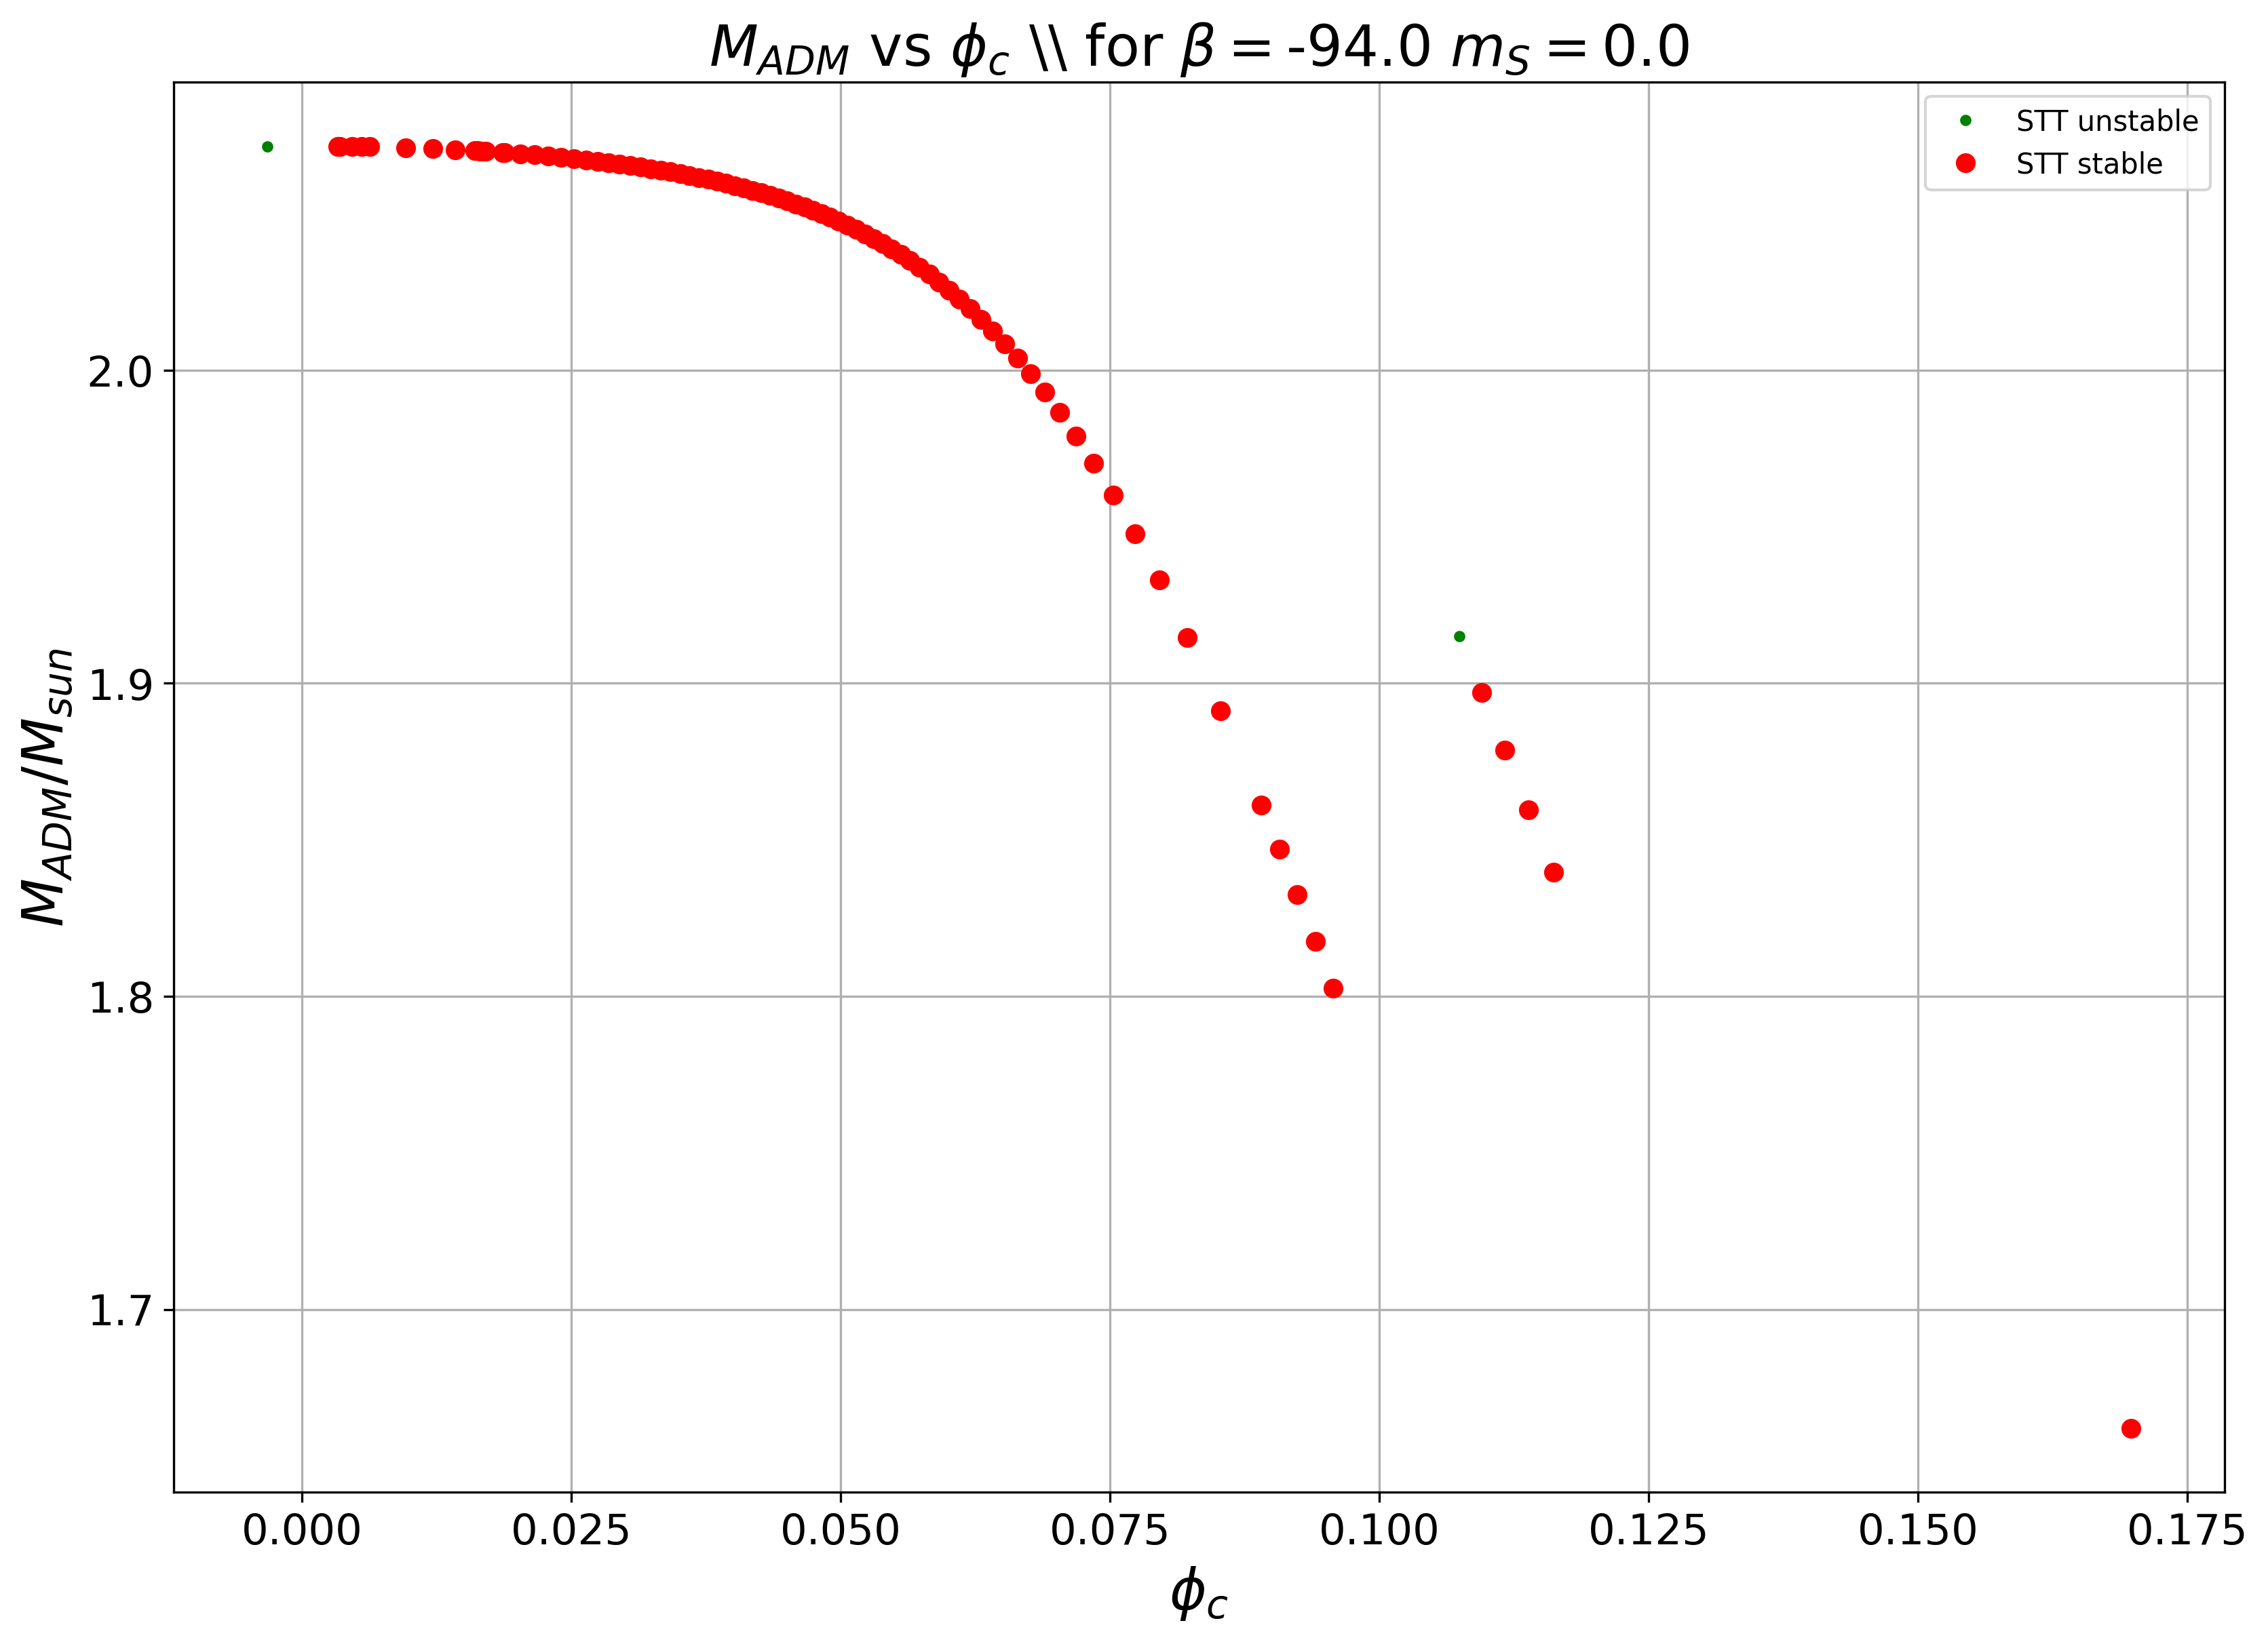 M_ADM vs ϕ_c \\ for β = -94.0 m_S = 0.0
STT unstable
STT stable
M_ADM/M_sun
2.0
1.9
1.8
1.7
0.000 0.025 0.050 0.075 0.100 0.125 0.150 0.175
ϕ_c